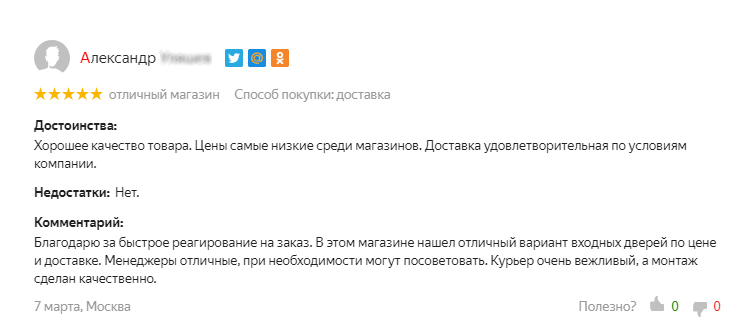 Александр
отличный магазин Способ покупки: доставка
Достоинства:
Хорошее качество товара. Цены самые низкие среди магазинов. Доставка удовлетворительная по условиям
компании.
Недостатки: Нет.
Комментарий:
Благодарю за быстрое реагирование на заказ. В этом магазине нашел отличный вариант входных дверей по цене
и доставке. Менеджеры отличные, при необходимости могут посоветовать. Курьер очень вежливый, а монтаж
сделан качественно.
7 марта, Москва Полезно? 0 0